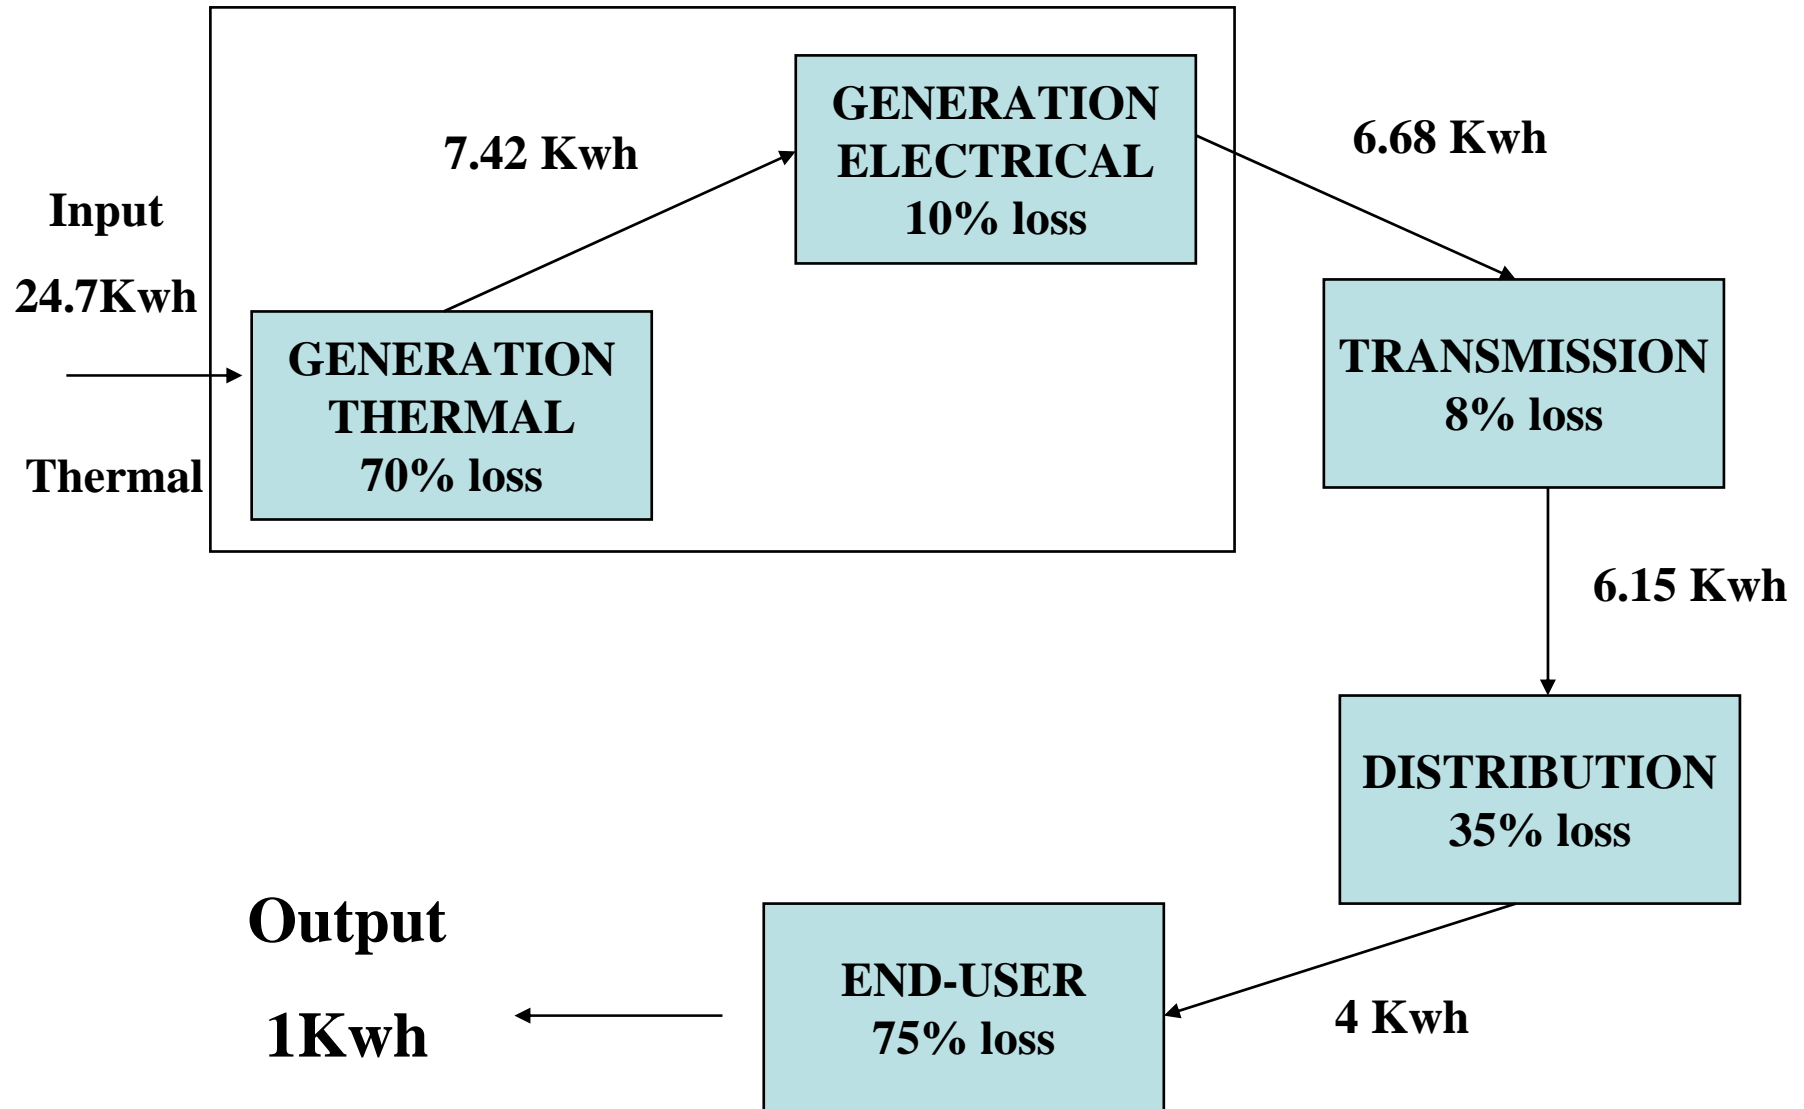 Input
24.7Kwh
Thermal
GENERATION
THERMAL
70% loss
7.42 Kwh
GENERATION
ELECTRICAL
10% loss
6.68 Kwh
TRANSMISSION
8% loss
6.15 Kwh
DISTRIBUTION
35% loss
4 Kwh
END-USER
75% loss
Output
1Kwh